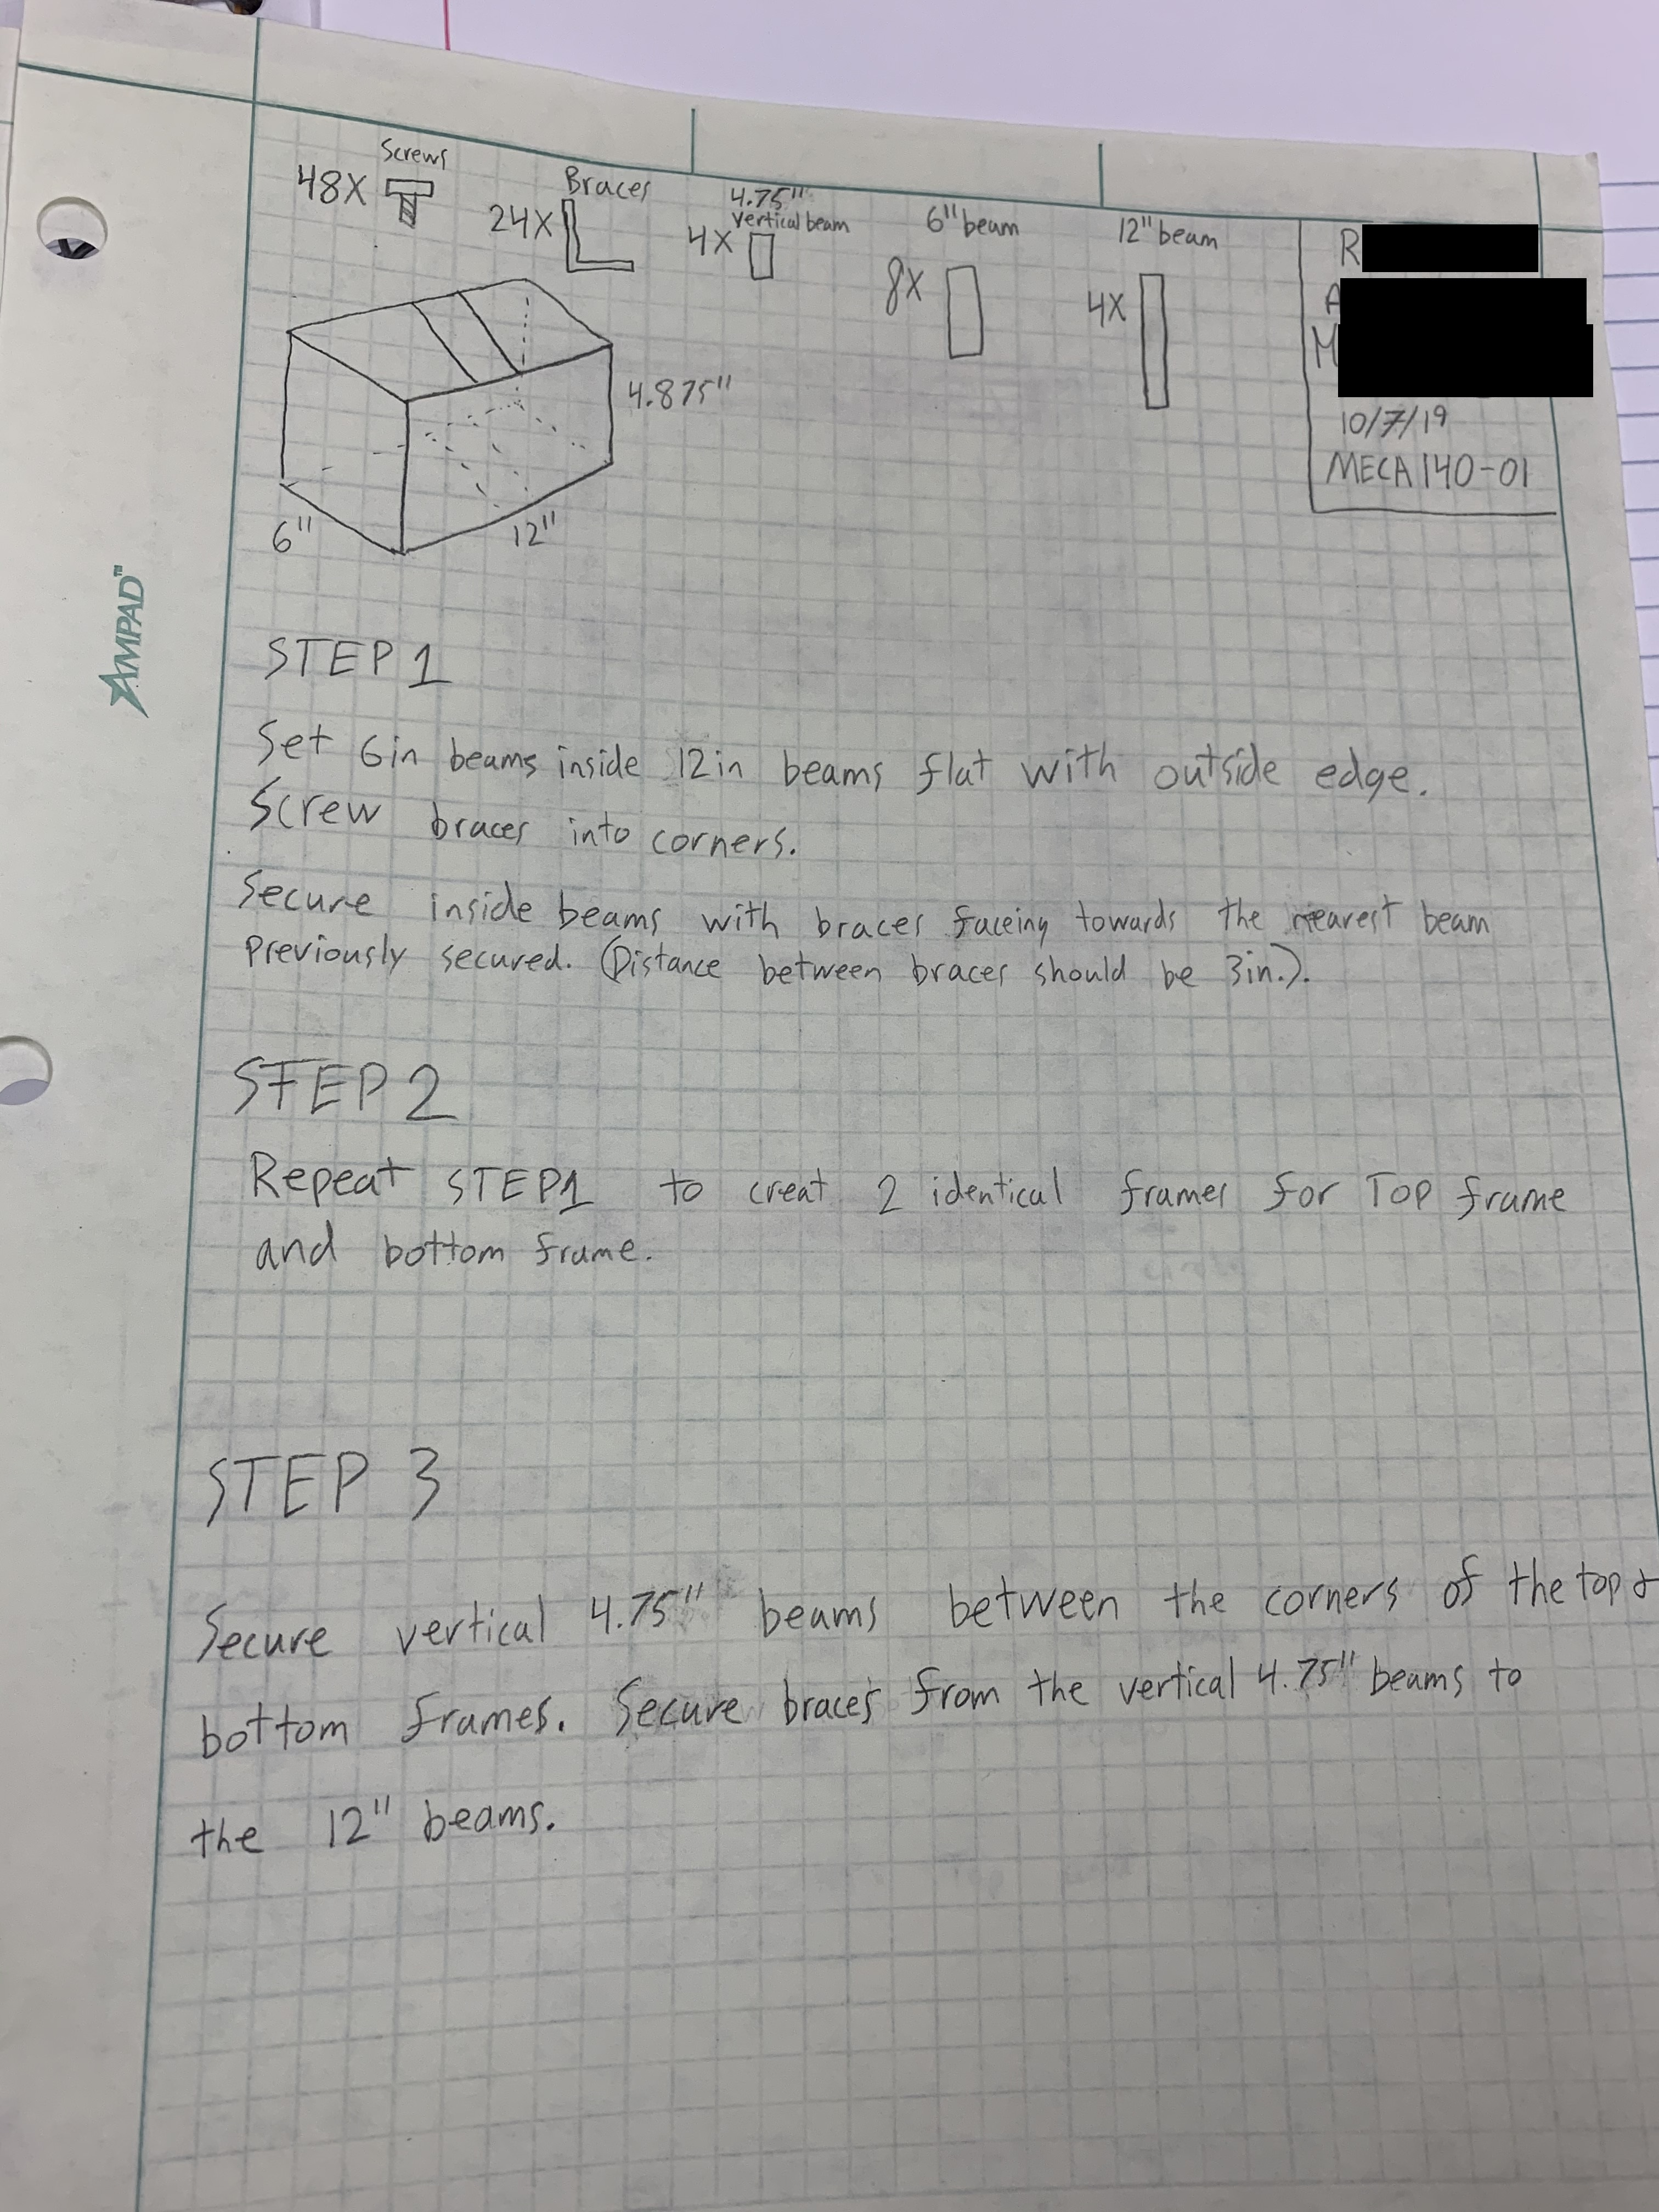 Screws
48X
Braces
24X
4.75"
vertical beam
4X
6" beam
8X
12" beam
4X
R
A
M
10/7/19
MECA 140-01
4.875"
6"
12"
AMPAD™
STEP 1
Set 6in beams inside 12in beams flat with outside edge.
Screw braces into corners.
Secure inside beams with braces faceing towards the nearest beam
previously secured. (Distance between braces should be 3in.).
STEP 2
Repeat STEP1 to creat 2 identical frames for Top frame
and bottom frame.
STEP 3
Secure vertical 4.75" beams between the corners of the top &
bottom frames. Secure braces from the vertical 4.75" beams to
the 12" beams.